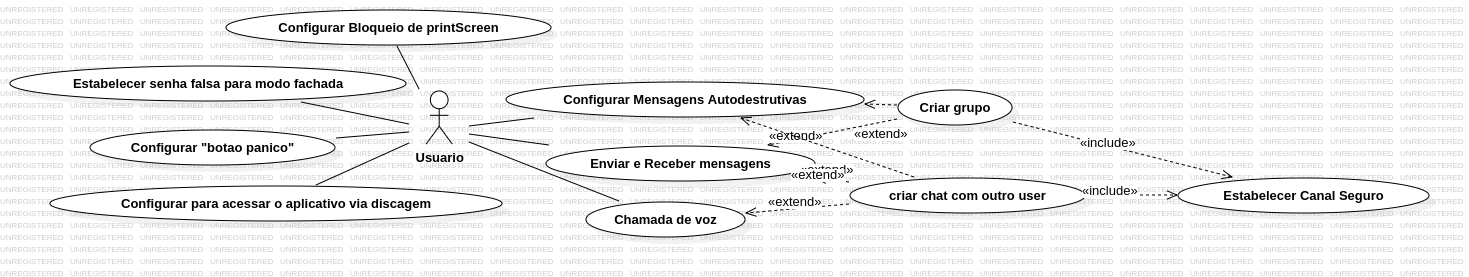 Configurar Bloqueio de printScreen
Estabelecer senha falsa para modo fachada
Configurar Mensagens Autodestrutivas
Criar grupo
«extend»
«extend»
Configurar "botao panico"
«include»
Usuario
Enviar e Receber mensagens
«extend»
«extend»
criar chat com outro user
«include»
Estabelecer Canal Seguro
Configurar para acessar o aplicativo via discagem
«extend»
Chamada de voz
UNREGISTERED